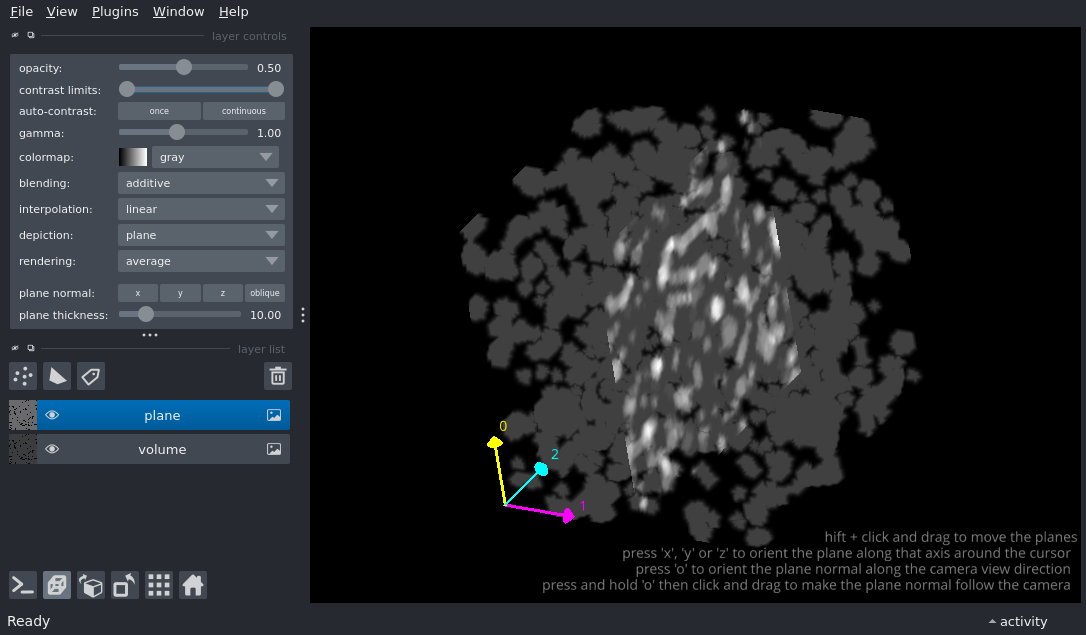 File View Plugins Window Help
layer controls
opacity: 0.50
contrast limits:
auto-contrast: once continuous
gamma: 1.00
colormap: gray
blending: additive
interpolation: linear
depiction: plane
rendering: average
plane normal: x y z oblique
plane thickness: 10.00
layer list
plane
volume
0
2
1
hift + click and drag to move the planes
press 'x', 'y' or 'z' to orient the plane along that axis around the cursor
press 'o' to orient the plane normal along the camera view direction
press and hold 'o' then click and drag to make the plane normal follow the camera
Ready
activity